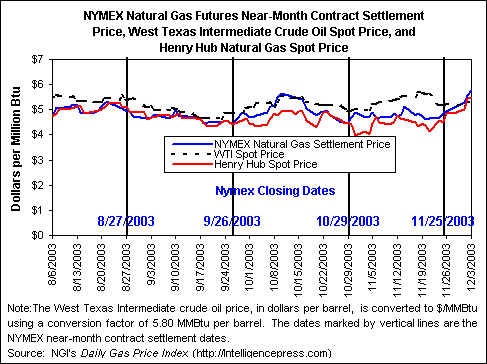 NYMEX Natural Gas Futures Near-Month Contract Settlement
Price, West Texas Intermediate Crude Oil Spot Price, and
Henry Hub Natural Gas Spot Price
Dollars per Million Btu
$7
$6
$5
$4
$3
$2
$1
$0
NYMEX Natural Gas Settlement Price
WTI Spot Price
Henry Hub Spot Price
Nymex Closing Dates
8/27/2003
9/26/2003
10/29/2003
11/25/2003
8/6/2003
8/13/2003
8/20/2003
8/27/2003
9/3/2003
9/10/2003
9/17/2003
9/24/2003
10/1/2003
10/8/2003
10/15/2003
10/22/2003
10/29/2003
11/5/2003
11/12/2003
11/19/2003
11/26/2003
12/3/2003
Note:The West Texas Intermediate crude oil price, in dollars per barrel, is converted to $/MMBtu
using a conversion factor of 5.80 MMBtu per barrel. The dates marked by vertical lines are the
NYMEX near-month contract settlement dates.
Source: NGI's Daily Gas Price Index (http://intelligencepress.com)